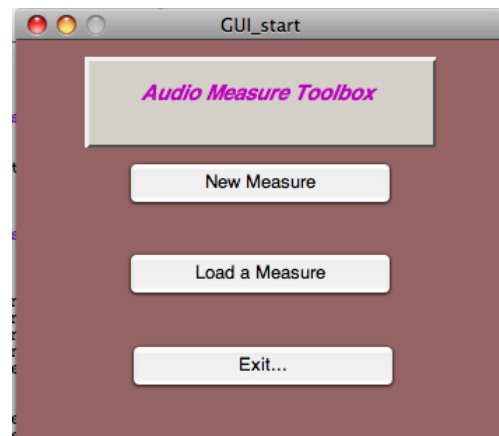 GUI_start
Audio Measure Toolbox
New Measure
Load a Measure
Exit...